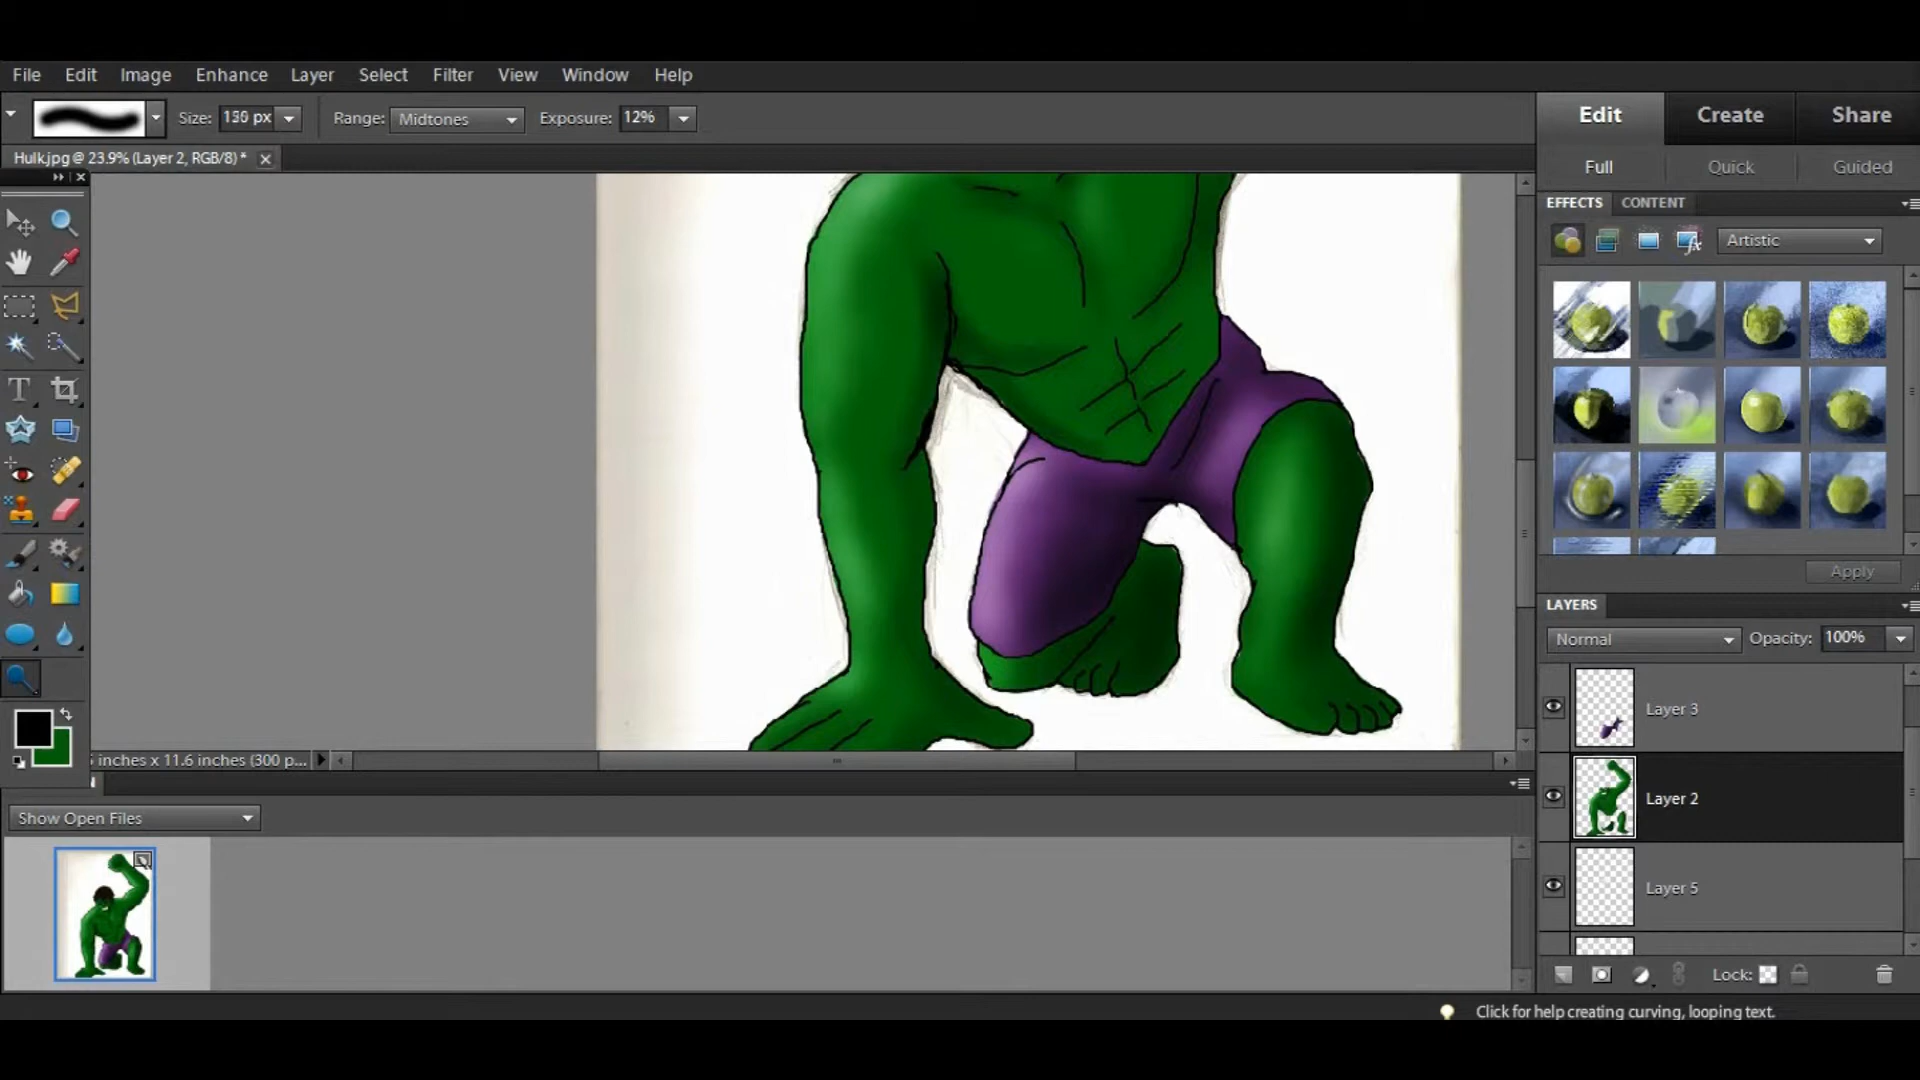 File Edit Image Enhance Layer Select Filter View Window Help
Size: px Range: Midtones Exposure: 12%
Edit Create Share
Hulk.jpg @ 23.9% (Layer 2, RGB/8) *
Full Quick Guided
EFFECTS CONTENT
Artistic
Apply
LAYERS
Normal Opacity: 100%
Layer 3
Layer 2
Layer 5
inches x 11.6 inches (300 p...
Show Open Files
Lock:
Click for help creating curving, looping text.